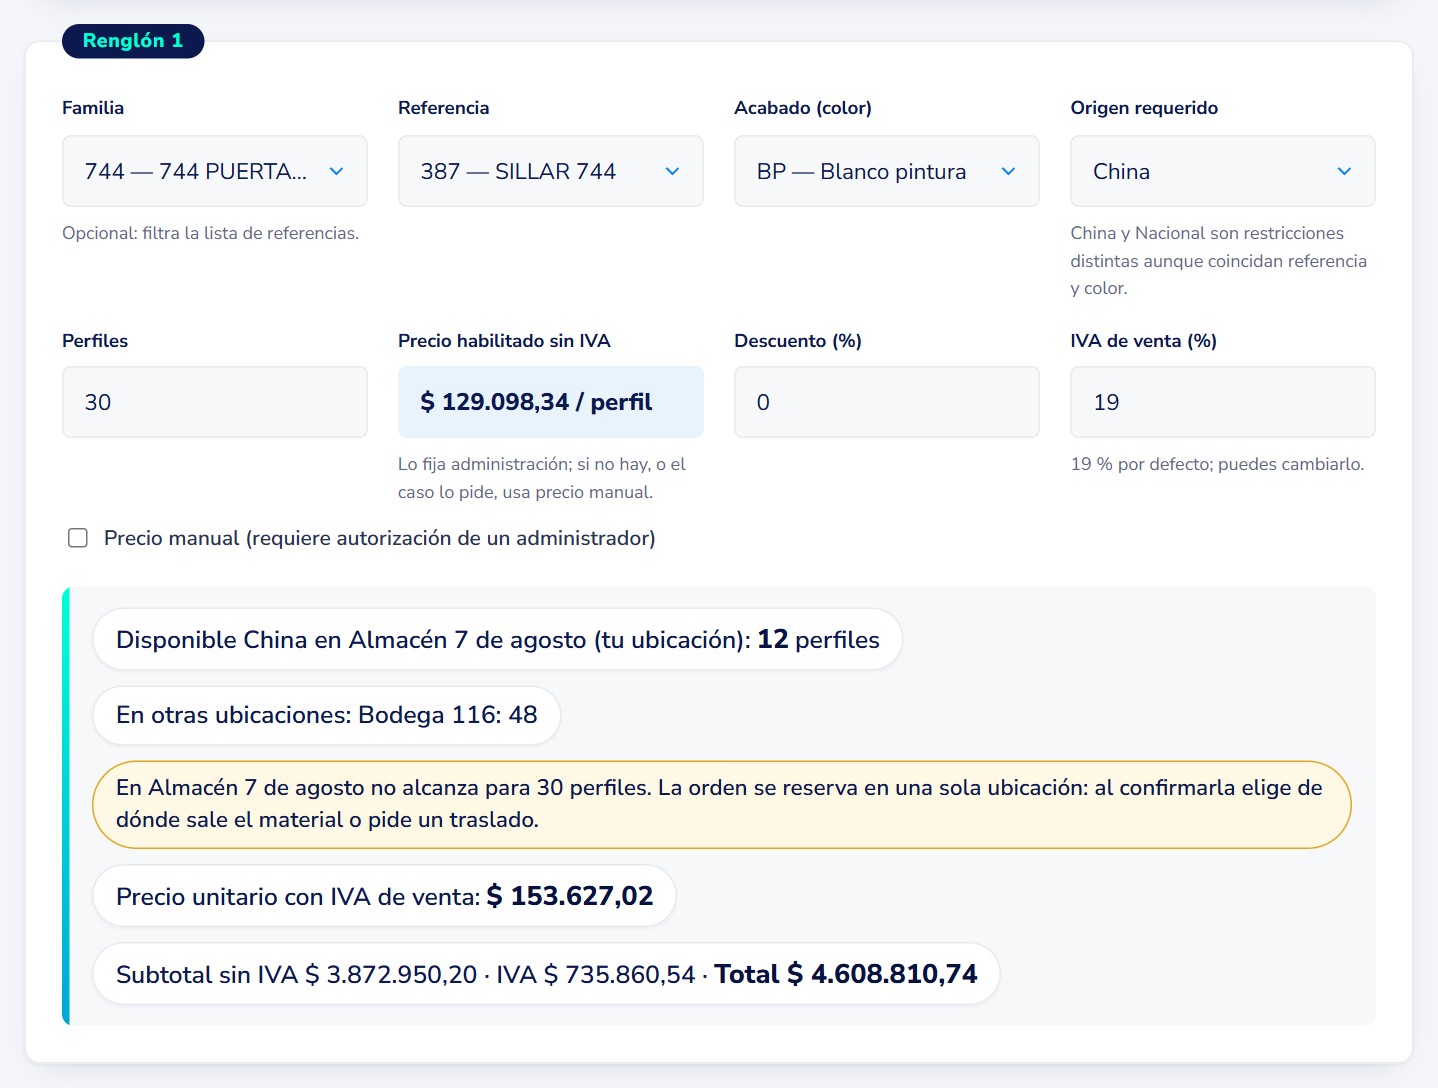 Renglón 1
Familia
Referencia
Acabado (color)
Origen requerido
744 — 744 PUERTA...
387 — SILLAR 744
BP — Blanco pintura
China
Opcional: filtra la lista de referencias.
China y Nacional son restricciones
distintas aunque coincidan referencia
y color.
Perfiles
Precio habilitado sin IVA
Descuento (%)
IVA de venta (%)
30
$ 129.098,34 / perfil
0
19
Lo fija administración; si no hay, o el
caso lo pide, usa precio manual.
19 % por defecto; puedes cambiarlo.
Precio manual (requiere autorización de un administrador)
Disponible China en Almacén 7 de agosto (tu ubicación): 12 perfiles
En otras ubicaciones: Bodega 116: 48
En Almacén 7 de agosto no alcanza para 30 perfiles. La orden se reserva en una sola ubicación: al confirmarla elige de
dónde sale el material o pide un traslado.
Precio unitario con IVA de venta: $ 153.627,02
Subtotal sin IVA $ 3.872.950,20 · IVA $ 735.860,54 · Total $ 4.608.810,74